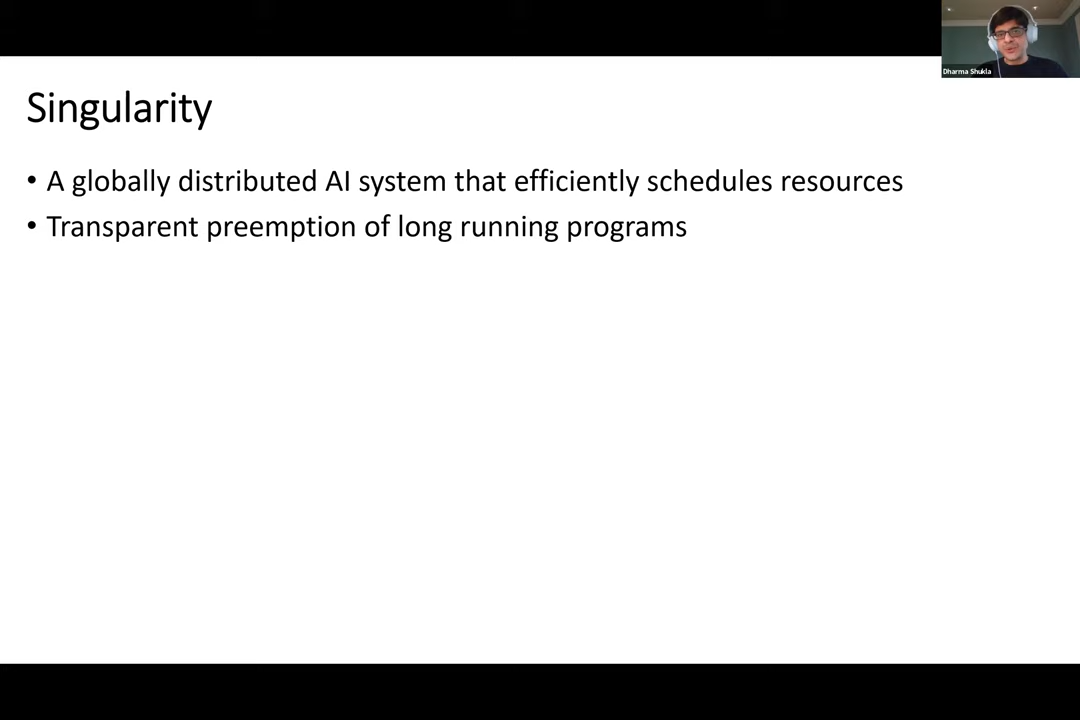 Dharma Shukla
Singularity
• A globally distributed AI system that efficiently schedules resources
• Transparent preemption of long running programs